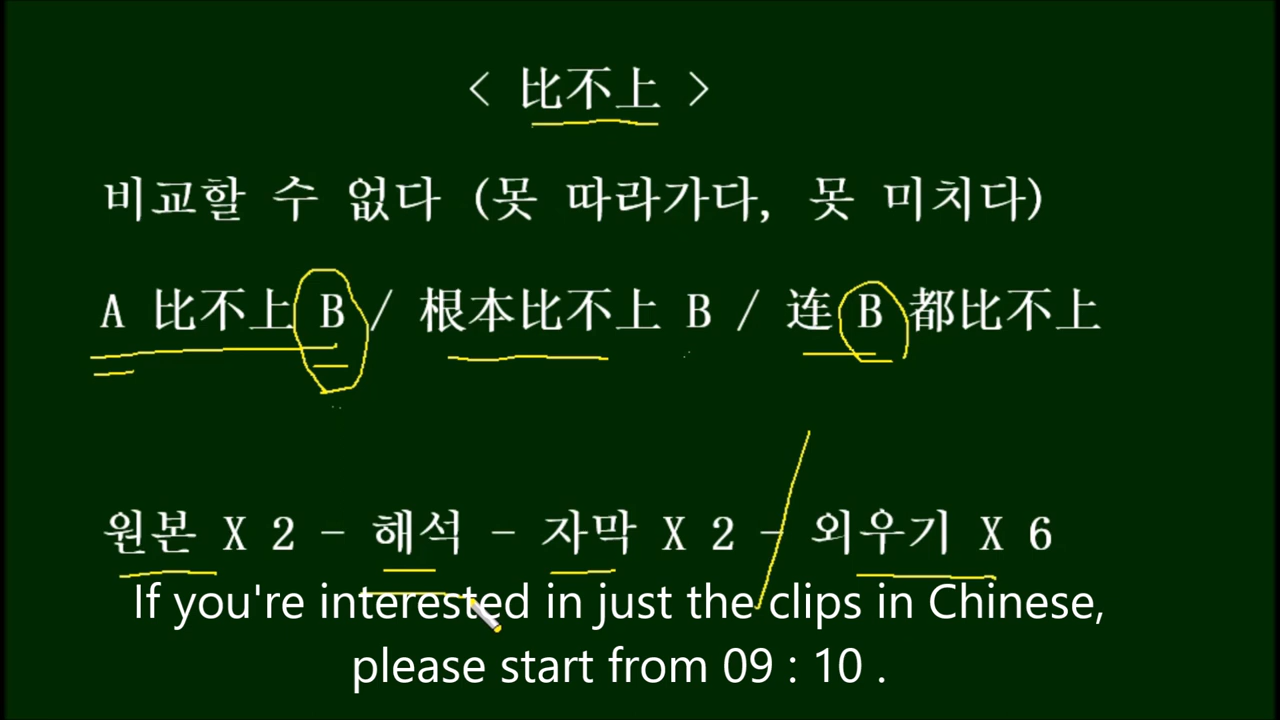 < 比不上 >
비교할 수 없다 (못 따라가다, 못 미치다)
A 比不上 B / 根本比不上 B / 连 B 都比不上
원본 X 2 - 해석 - 자막 X 2 - 외우기 X 6
If you're interested in just the clips in Chinese,
please start from 09 : 10 .